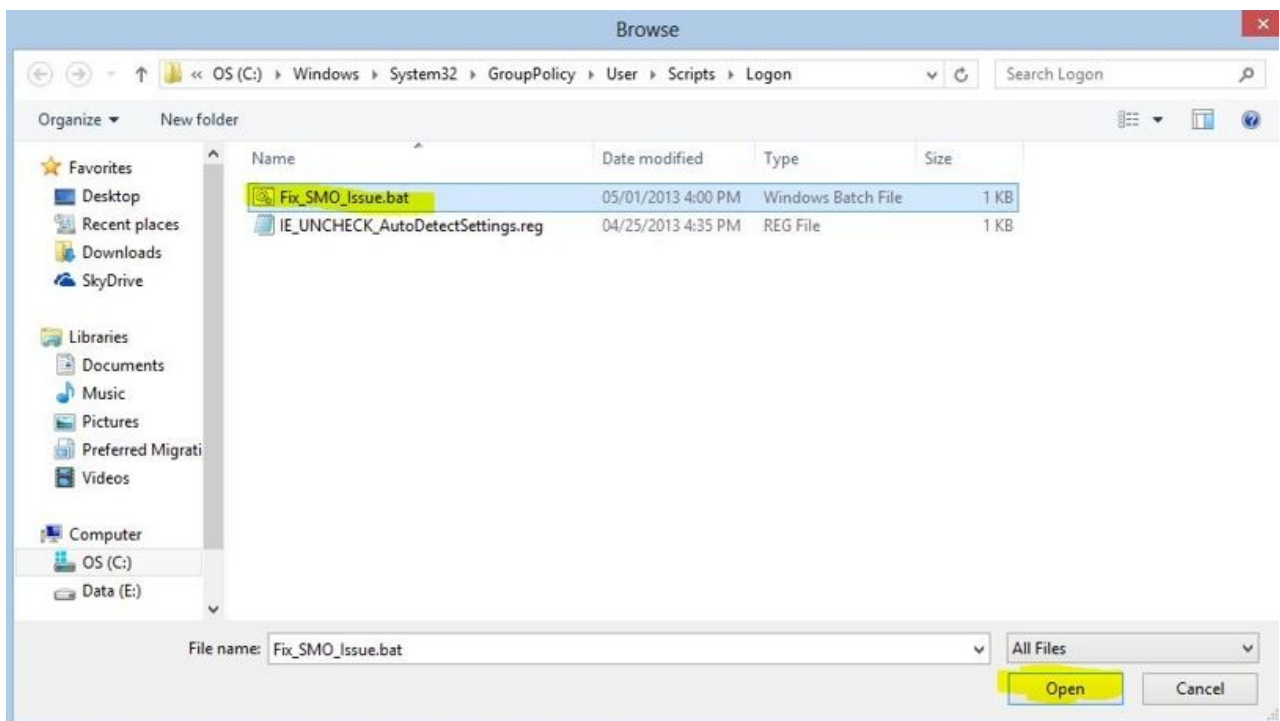 Browse
« OS (C:) › Windows › System32 › GroupPolicy › User › Scripts › Logon
Search Logon
Organize
New folder
Favorites
Desktop
Recent places
Downloads
SkyDrive
Libraries
Documents
Music
Pictures
Preferred Migrati
Videos
Computer
OS (C:)
Data (E:)
Name Date modified Type Size
Fix_SMO_Issue.bat 05/01/2013 4:00 PM Windows Batch File 1 KB
IE_UNCHECK_AutoDetectSettings.reg 04/25/2013 4:35 PM REG File 1 KB
File name: Fix_SMO_Issue.bat All Files
Open Cancel